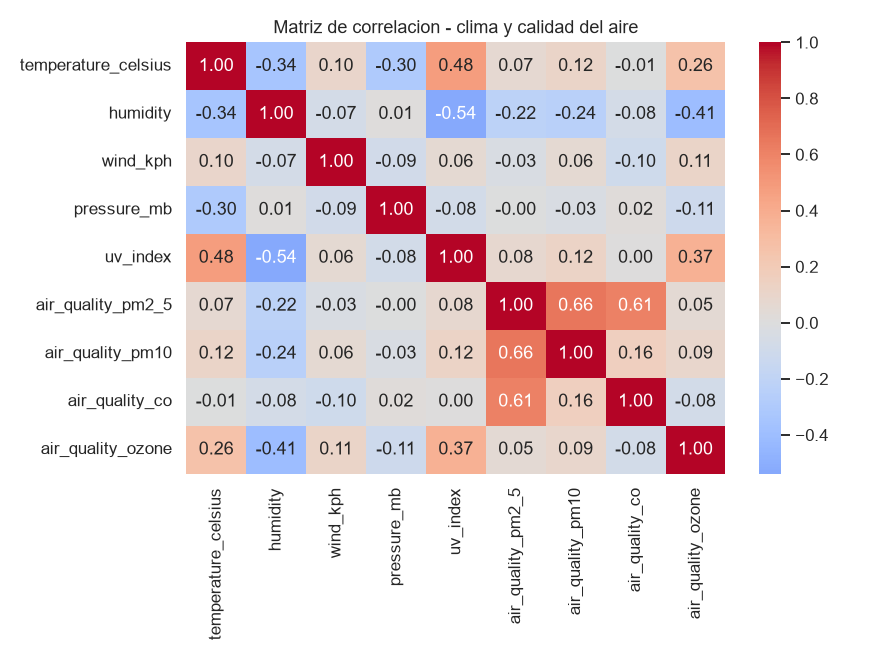 Matriz de correlacion - clima y calidad del aire
temperature_celsius 1.00 -0.34 0.10 -0.30 0.48 0.07 0.12 -0.01 0.26
humidity -0.34 1.00 -0.07 0.01 -0.54 -0.22 -0.24 -0.08 -0.41
wind_kph 0.10 -0.07 1.00 -0.09 0.06 -0.03 0.06 -0.10 0.11
pressure_mb -0.30 0.01 -0.09 1.00 -0.08 -0.00 -0.03 0.02 -0.11
uv_index 0.48 -0.54 0.06 -0.08 1.00 0.08 0.12 0.00 0.37
air_quality_pm2_5 0.07 -0.22 -0.03 -0.00 0.08 1.00 0.66 0.61 0.05
air_quality_pm10 0.12 -0.24 0.06 -0.03 0.12 0.66 1.00 0.16 0.09
air_quality_co -0.01 -0.08 -0.10 0.02 0.00 0.61 0.16 1.00 -0.08
air_quality_ozone 0.26 -0.41 0.11 -0.11 0.37 0.05 0.09 -0.08 1.00
temperature_celsius
humidity
wind_kph
pressure_mb
uv_index
air_quality_pm2_5
air_quality_pm10
air_quality_co
air_quality_ozone
1.0
0.8
0.6
0.4
0.2
0.0
−0.2
−0.4